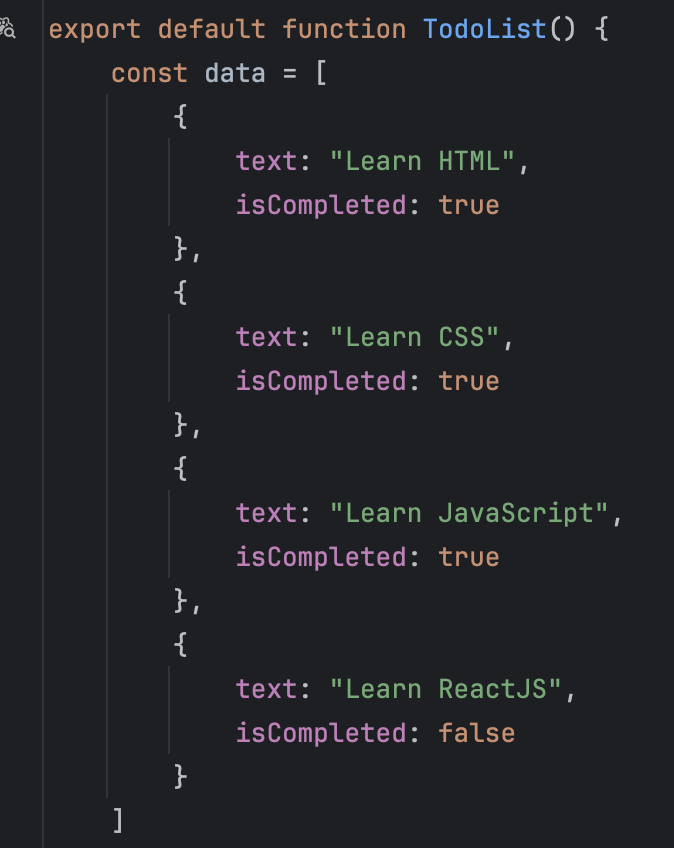 export default function TodoList() {
    const data = [
        {
            text: "Learn HTML",
            isCompleted: true
        },
        {
            text: "Learn CSS",
            isCompleted: true
        },
        {
            text: "Learn JavaScript",
            isCompleted: true
        },
        {
            text: "Learn ReactJS",
            isCompleted: false
        }
    ]